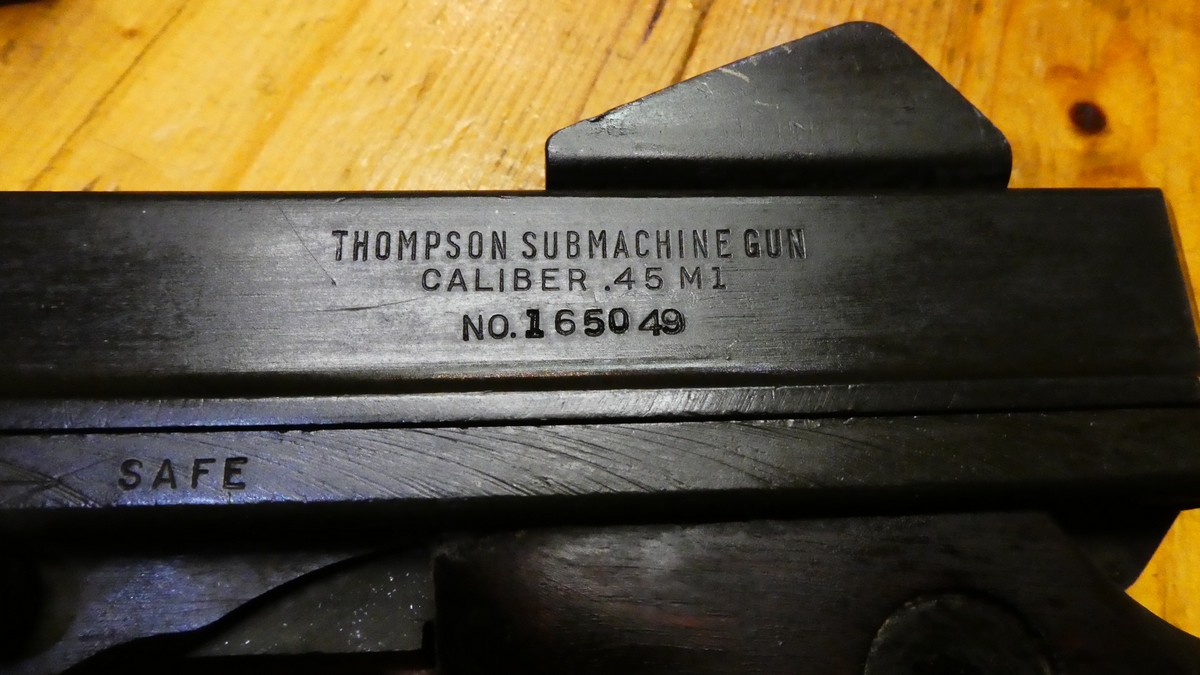 THOMPSON SUBMACHINE GUN
CALIBER .45 M1
NO. 165049
SAFE